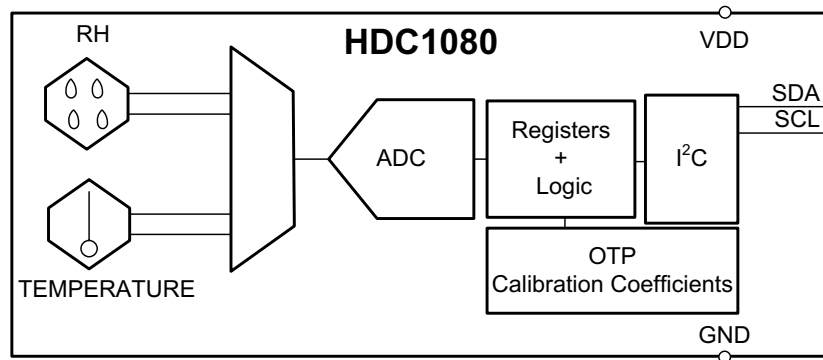 RH
HDC1080
VDD
SDA
SCL
ADC
Registers
+
Logic
I²C
TEMPERATURE
OTP
Calibration Coefficients
GND